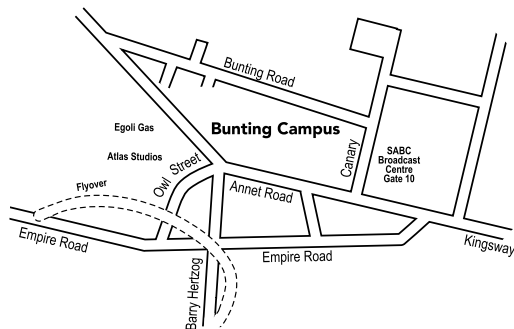 Bunting Road
Egoli Gas
Bunting Campus
Atlas Studios
Owl Street
Canary
SABC
Broadcast
Centre
Gate 10
Flyover
Annet Road
Empire Road
Empire Road
Kingsway
Barry Hertzog